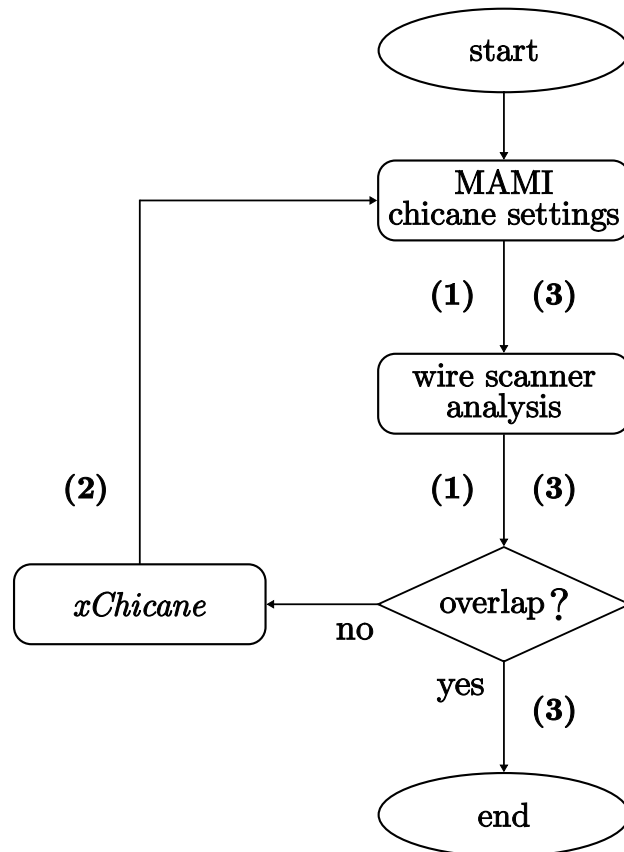 start
MAMI
chicane settings
(1) (3)
wire scanner
analysis
(1) (3)
(2)
xChicane
overlap?
no
yes
(3)
end